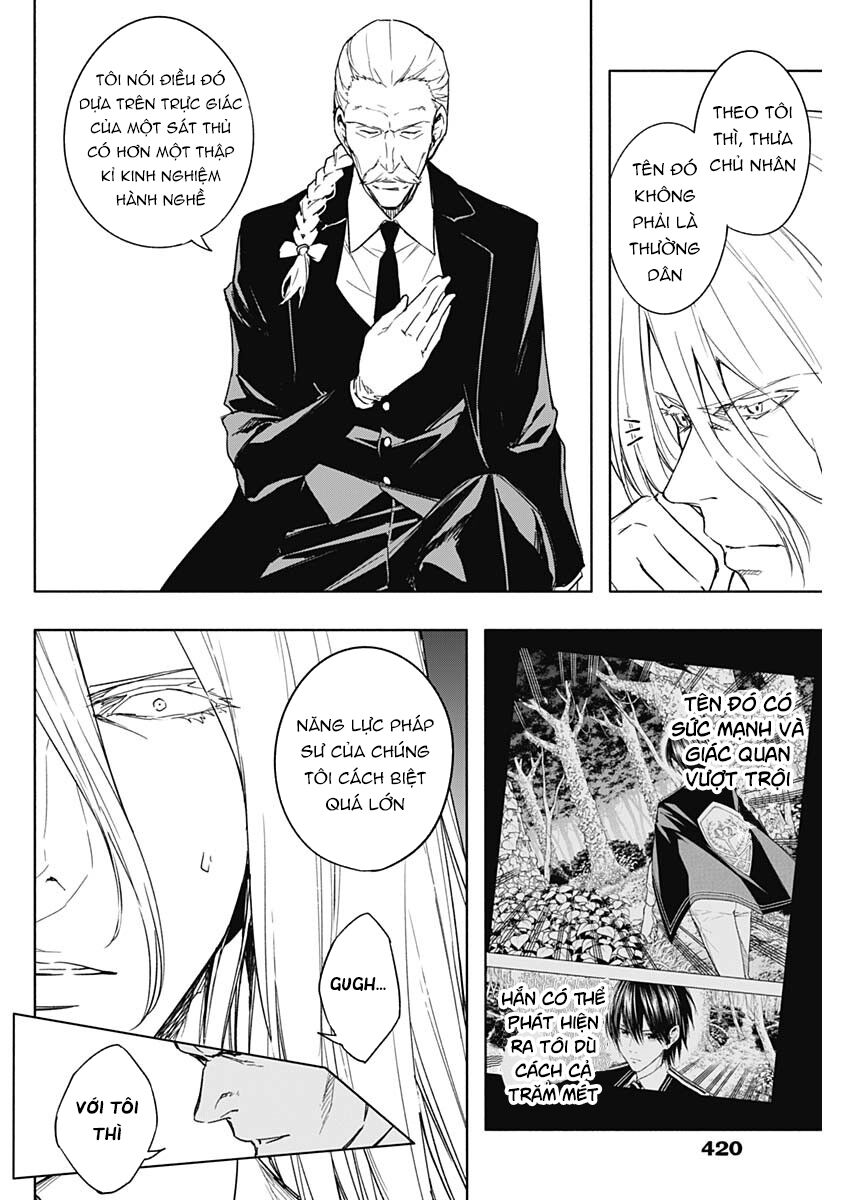 THEO TÔI
THÌ, THƯA
CHỦ NHÂN
TÊN ĐÓ
KHÔNG
PHẢI LÀ
THƯỜNG
DÂN
TÔI NÓI ĐIỀU ĐÓ
DỰA TRÊN TRỰC GIÁC
CỦA MỘT SÁT THỦ
CÓ HƠN MỘT THẬP
KỈ KINH NGHIỆM
HÀNH NGHỀ
TÊN ĐÓ CÓ
SỨC MẠNH VÀ
GIÁC QUAN
VƯỢT TRỘI
HẮN CÓ THỂ
PHÁT HIỆN
RA TÔI DÙ
CÁCH CẢ
TRĂM MÉT
NĂNG LỰC PHÁP
SƯ CỦA CHÚNG
TÔI CÁCH BIỆT
QUÁ LỚN
GUGH...
VỚI TÔI
THÌ
420